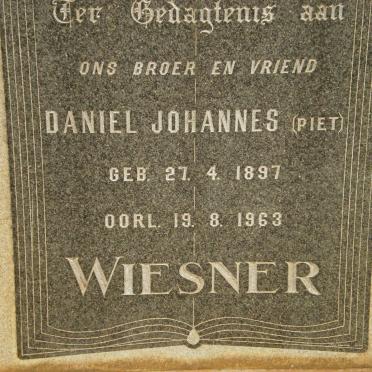 Ter Gedagtenis aan
ONS BROER EN VRIEND
DANIEL JOHANNES (PIET)
GEB. 27. 4. 1897
OORL. 19. 8. 1963
WIESNER